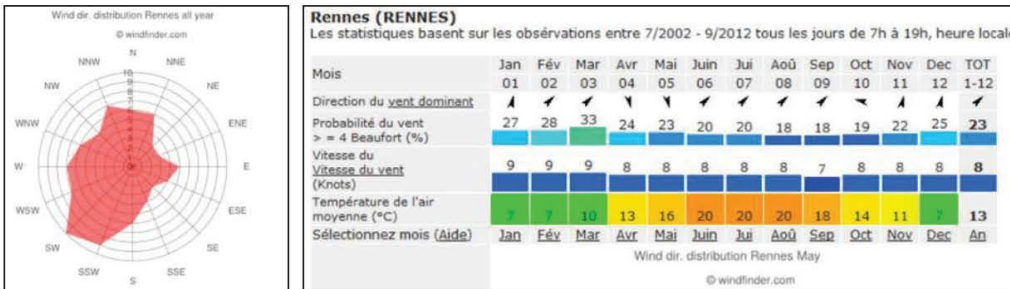 Wind dir. distribution Rennes all year
© windfinder.com
N
NNW
NNE
NW
NE
WNW
ENE
W
E
WSW
ESE
SW
SE
SSW
SSE
S
Rennes (RENNES)
Les statistiques basent sur les obsérvations entre 7/2002 - 9/2012 tous les jours de 7h à 19h, heure locale
Mois
Jan Fév Mar Avr Mai Juin Jui Aoû Sep Oct Nov Dec TOT
01 02 03 04 05 06 07 08 09 10 11 12 1-12
Direction du vent dominant
Probabilité du vent
> = 4 Beaufort (%)
27 28 33 24 23 20 20 18 18 19 22 25 23
Vitesse du
Vitesse du vent
(Knots)
9 9 9 8 8 8 8 8 7 8 8 8 8
Température de l'air
moyenne (°C)
7 7 10 13 16 20 20 20 18 14 11 7 13
Sélectionnez mois (Aide) Jan Fév Mar Avr Mai Juin Jui Aoû Sep Oct Nov Dec An
Wind dir. distribution Rennes May
© windfinder.com